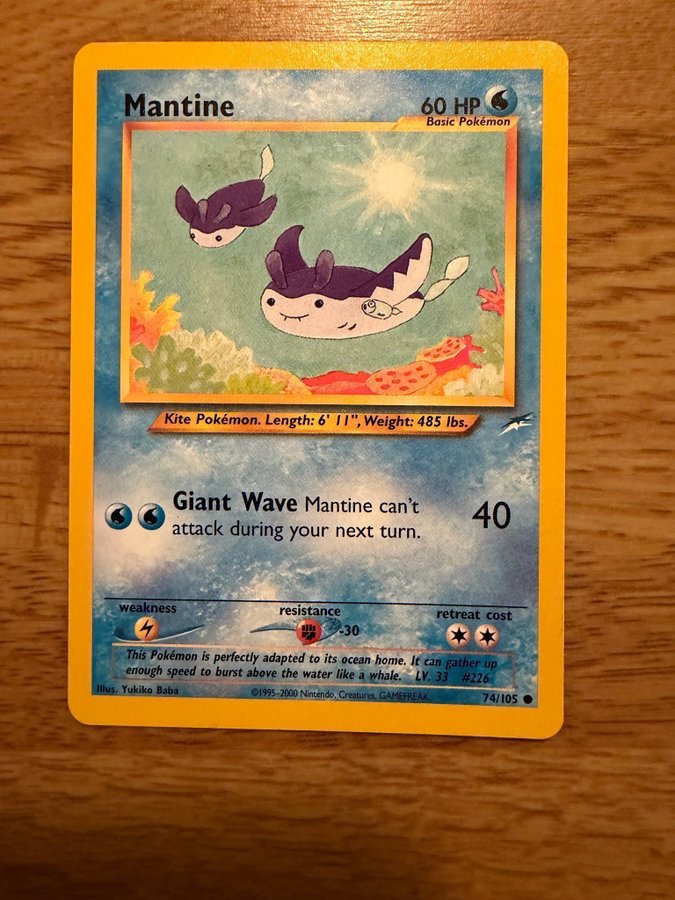 Mantine
60 HP
Basic Pokémon
Kite Pokémon. Length: 6' 11", Weight: 485 lbs.
Giant Wave Mantine can't
attack during your next turn.
40
weakness
resistance
-30
retreat cost
This Pokémon is perfectly adapted to its ocean home. It can gather up
enough speed to burst above the water like a whale. LV. 33 #226
Illus. Yukiko Baba
©1995-2000 Nintendo, Creatures, GAMEFREAK.
74/105